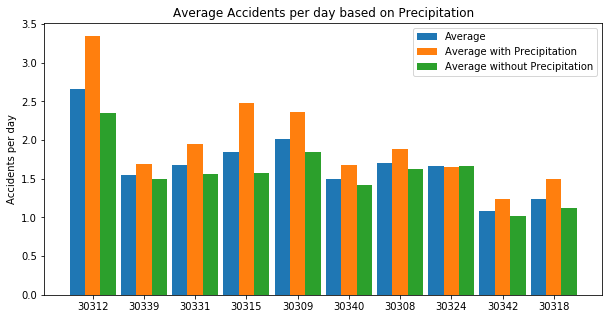 Average Accidents per day based on Precipitation
Average
Average with Precipitation
Average without Precipitation
Accidents per day
3.5
3.0
2.5
2.0
1.5
1.0
0.5
0.0
30312 30339 30331 30315 30309 30340 30308 30324 30342 30318